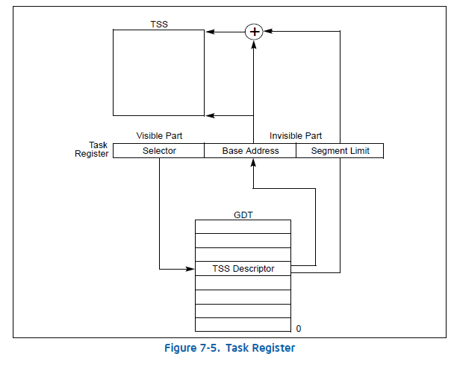 TSS
+
Visible Part
Invisible Part
Task
Register
Selector
Base Address
Segment Limit
GDT
TSS Descriptor
0
Figure 7-5. Task Register